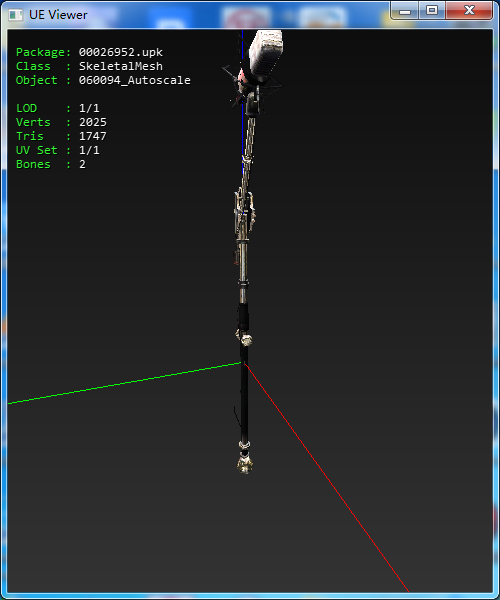 UE Viewer
Package: 00026952.upk
Class : SkeletalMesh
Object : 060094_Autoscale
LOD : 1/1
Verts : 2025
Tris : 1747
UV Set : 1/1
Bones : 2